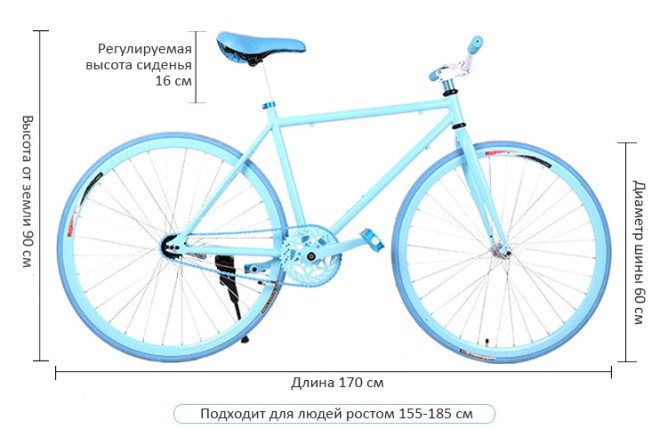 Регулируемая
высота сиденья
16 см
Высота от земли 90 см
Диаметр шины 60 см
Длина 170 см
Подходит для людей ростом 155-185 см